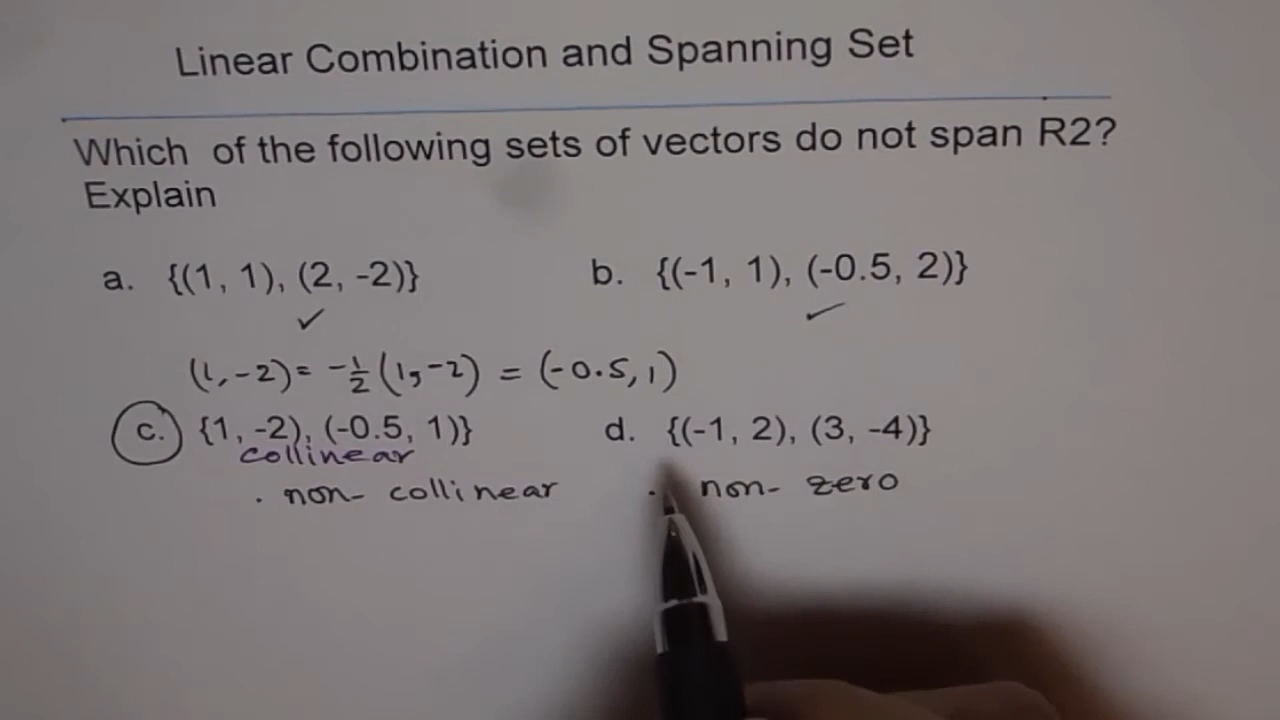 Linear Combination and Spanning Set
Which of the following sets of vectors do not span R2?
Explain
a. {(1, 1), (2, -2)}
b. {(-1, 1), (-0.5, 2)}
✓
✓
(1, -2) = -1/2 (1, -2) = (-0.5, 1)
c. {1, -2), (-0.5, 1)}
d. {(-1, 2), (3, -4)}
collinear
. non- collinear
. non- zero